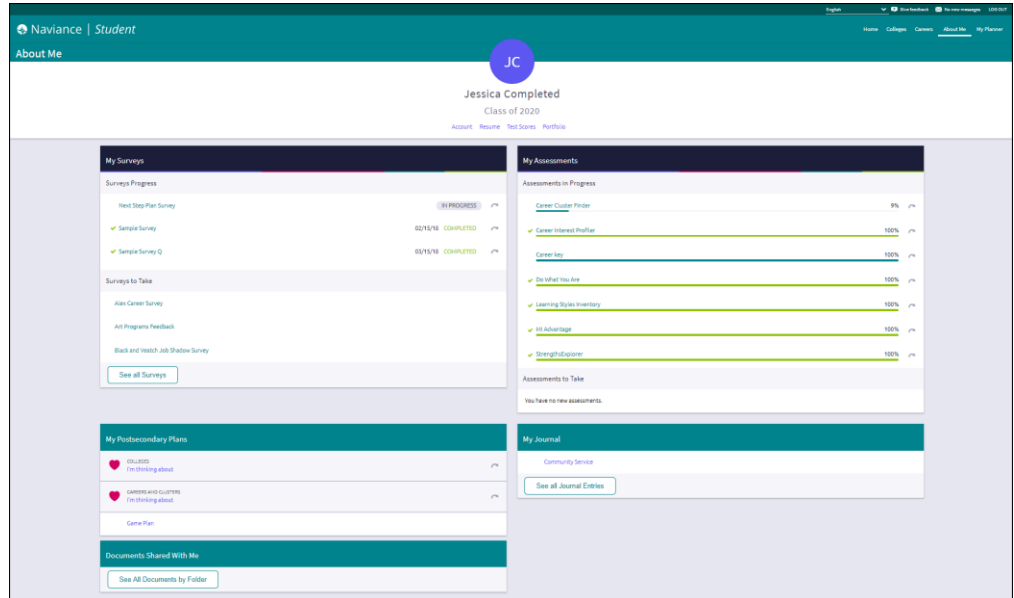 English Give feedback No new messages LOG OUT
Naviance | Student
Home Colleges Careers About Me My Planner
About Me
JC
Jessica Completed
Class of 2020
Account Resume Test Scores Portfolio
My Surveys
Surveys Progress
Next Step Plan Survey IN PROGRESS
Sample Survey 02/15/18 COMPLETED
Sample Survey Q 03/15/18 COMPLETED
Surveys to Take
Alex Career Survey
Art Programs Feedback
Black and Veatch Job Shadow Survey
See all Surveys
My Assessments
Assessments in Progress
Career Cluster Finder 9%
Career Interest Profiler 100%
Career key 100%
Do What You Are 100%
Learning Styles Inventory 100%
MI Advantage 100%
StrengthsExplorer 100%
Assessments to Take
You have no new assessments.
My Postsecondary Plans
COLLEGES
I'm thinking about
CAREERS AND CLUSTERS
I'm thinking about
Game Plan
My Journal
Community Service
See all Journal Entries
Documents Shared With Me
See All Documents by Folder